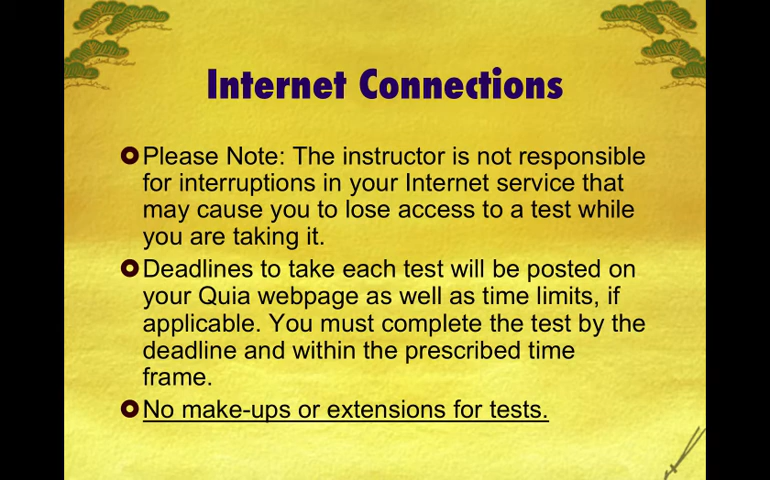 Internet Connections
Please Note: The instructor is not responsible
for interruptions in your Internet service that
may cause you to lose access to a test while
you are taking it.
Deadlines to take each test will be posted on
your Quia webpage as well as time limits, if
applicable. You must complete the test by the
deadline and within the prescribed time
frame.
No make-ups or extensions for tests.